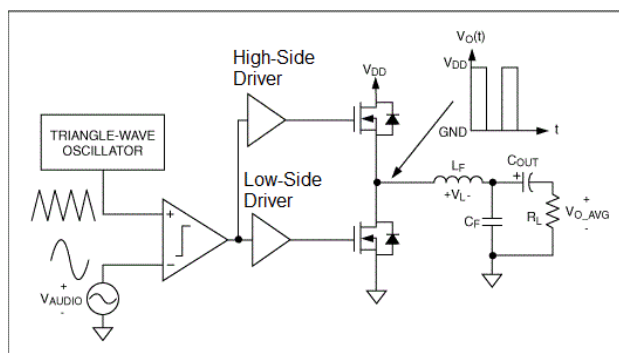 High-Side
Driver
VDD
VO(t)
VDD
GND
t
TRIANGLE-WAVE
OSCILLATOR
Low-Side
Driver
LF
+VL-
COUT
+
CF
RL
+
VO_AVG
-
+
-
+
VAUDIO
-